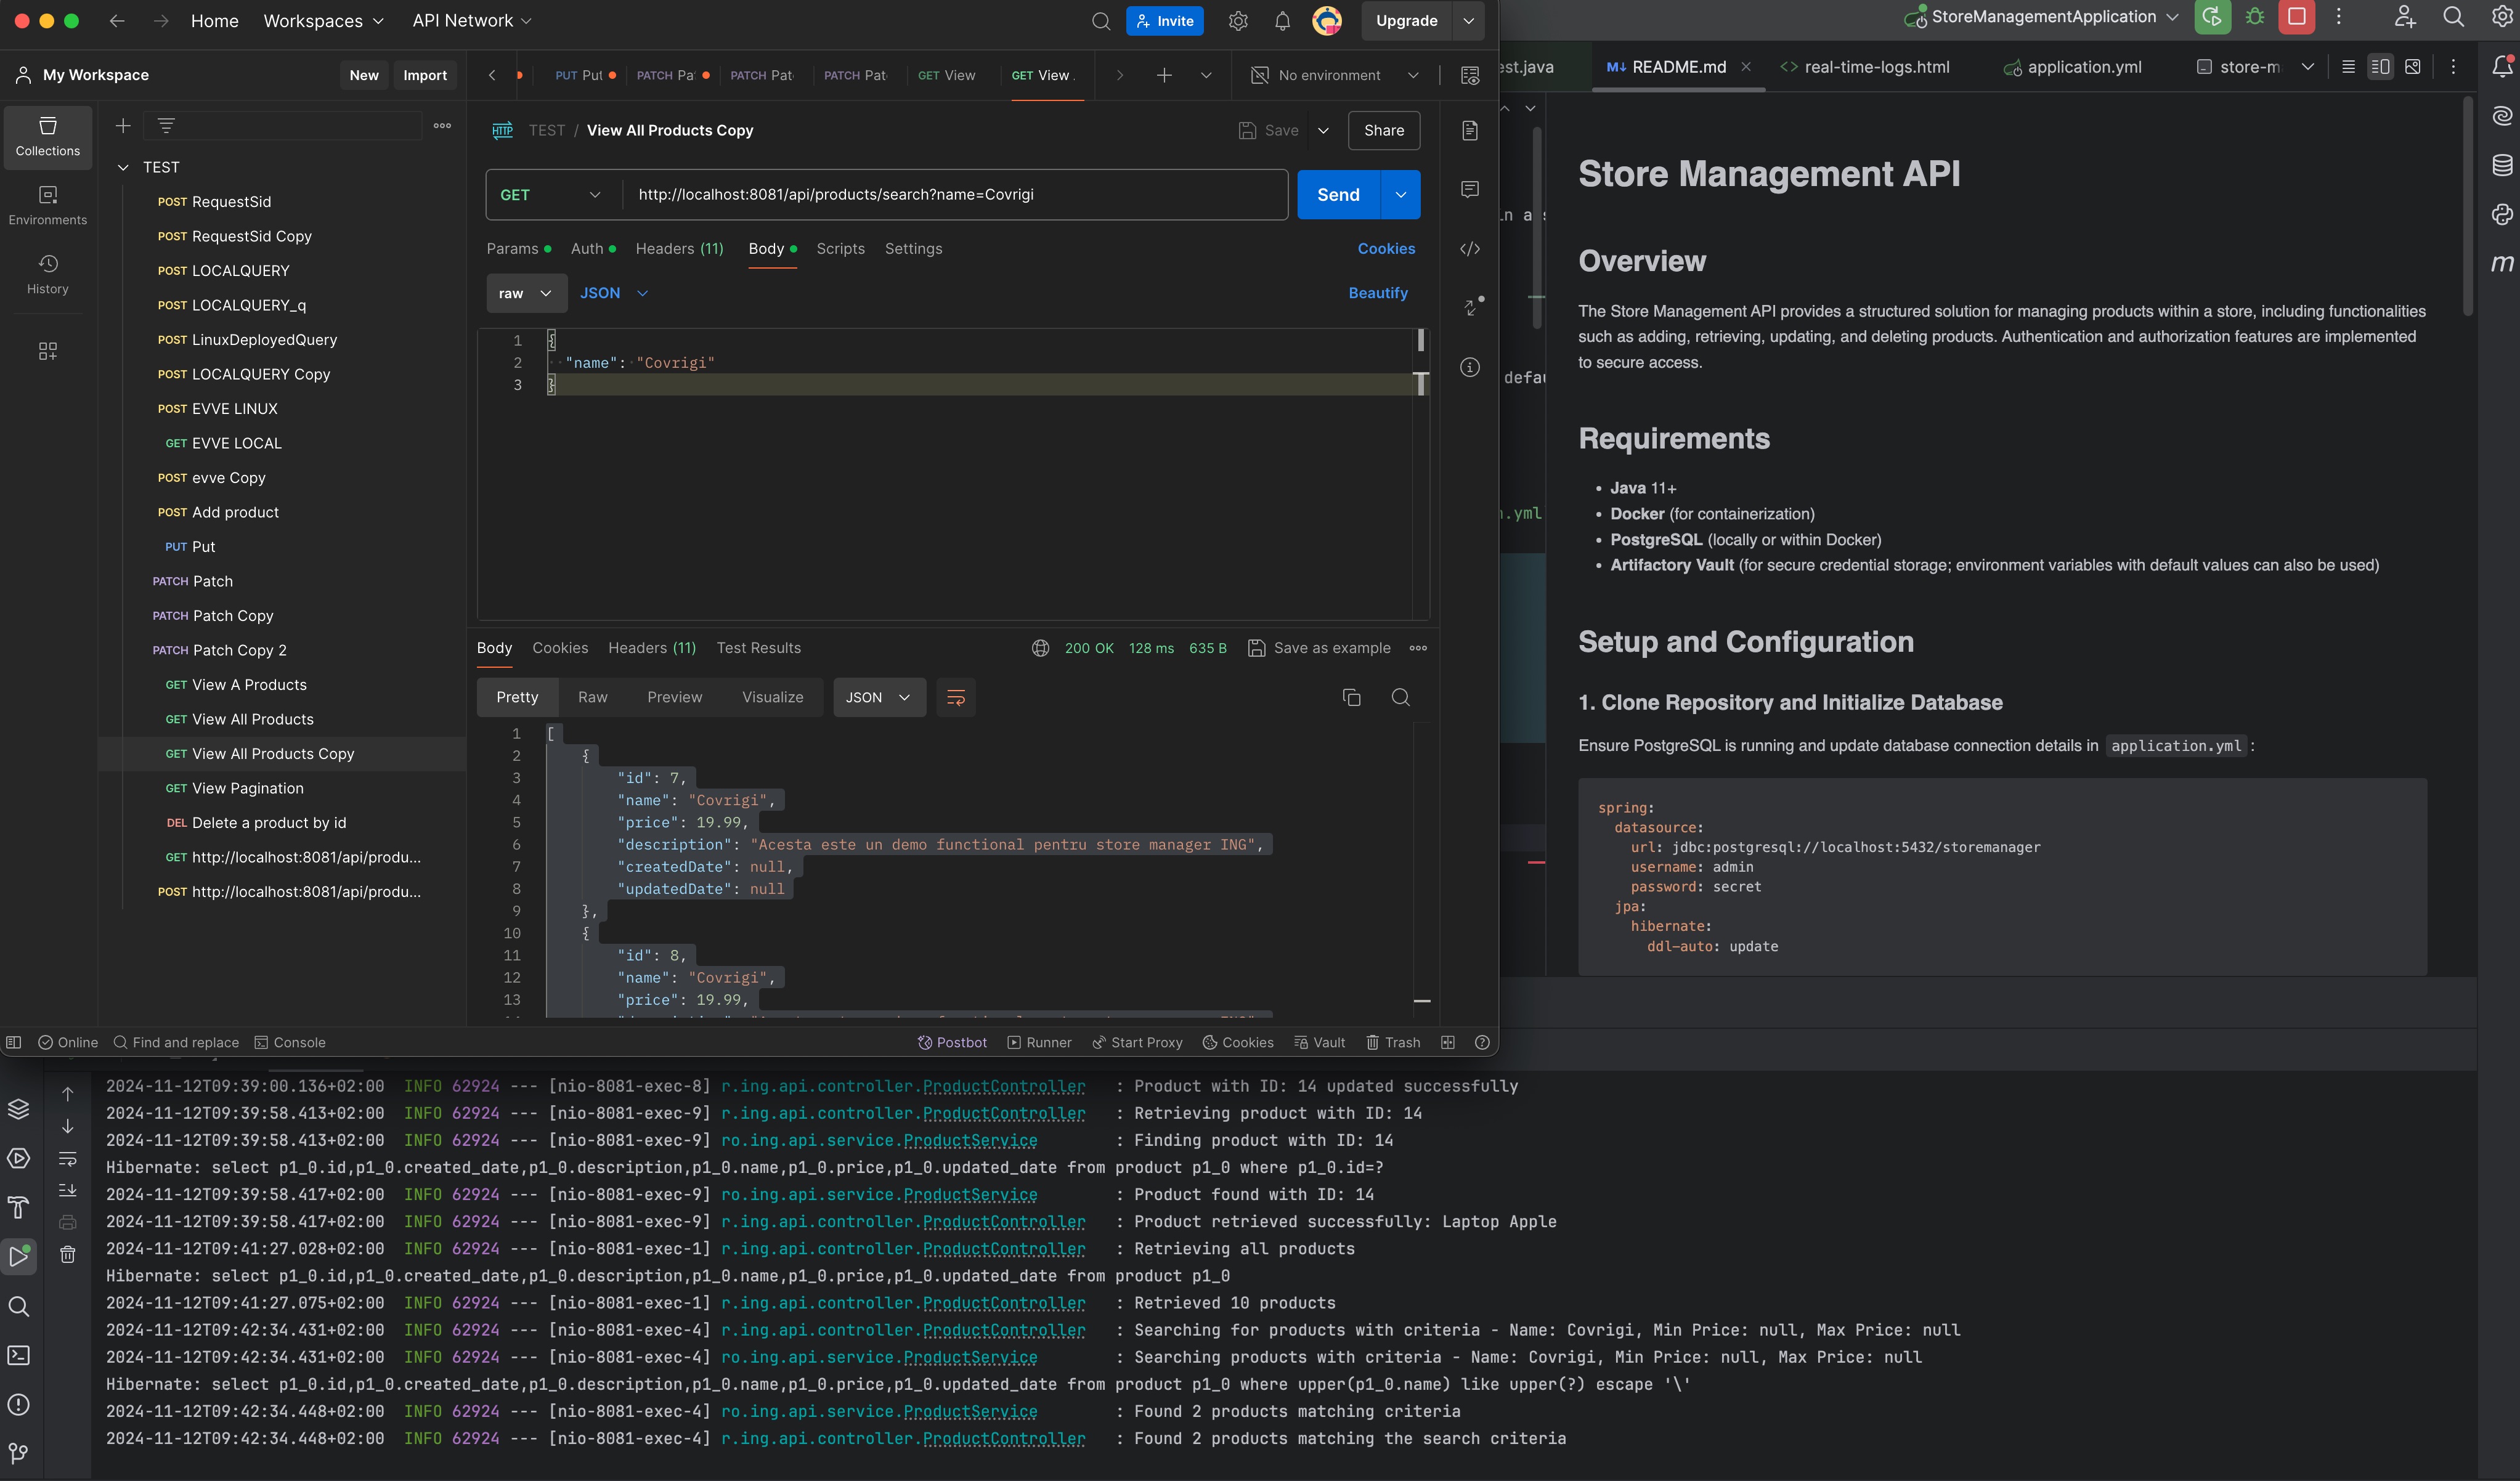 Home
Workspaces
API Network
Invite
Upgrade
My Workspace
New
Import
PUT Put
PATCH Pa
PATCH Pat
PATCH Pat
GET View
GET View
No environment
Collections
Environments
History
TEST
POST RequestSid
POST RequestSid Copy
POST LOCALQUERY
POST LOCALQUERY_q
POST LinuxDeployedQuery
POST LOCALQUERY Copy
POST EVVE LINUX
GET EVVE LOCAL
POST evve Copy
POST Add product
PUT Put
PATCH Patch
PATCH Patch Copy
PATCH Patch Copy 2
GET View A Products
GET View All Products
GET View All Products Copy
GET View Pagination
DEL Delete a product by id
GET http://localhost:8081/api/produ...
POST http://localhost:8081/api/produ...
HTTP TEST / View All Products Copy
Save
Share
GET http://localhost:8081/api/products/search?name=Covrigi
Send
Params Auth Headers (11) Body Scripts Settings
Cookies
raw JSON
Beautify
1 {
2 "name": "Covrigi"
3 }
Body Cookies Headers (11) Test Results
200 OK 128 ms 635 B Save as example
Pretty Raw Preview Visualize JSON
1 [
2 {
3 "id": 7,
4 "name": "Covrigi",
5 "price": 19.99,
6 "description": "Acesta este un demo functional pentru store manager ING",
7 "createdDate": null,
8 "updatedDate": null
9 },
10 {
11 "id": 8,
12 "name": "Covrigi",
13 "price": 19.99,
Online Find and replace Console
Postbot Runner Start Proxy Cookies Vault Trash
StoreManagementApplication
est.java
M↓ README.md
<> real-time-logs.html
application.yml
store-m
in a s
defau
.yml
m
Store Management API
Overview
The Store Management API provides a structured solution for managing products within a store, including functionalities
such as adding, retrieving, updating, and deleting products. Authentication and authorization features are implemented
to secure access.
Requirements
• Java 11+
• Docker (for containerization)
• PostgreSQL (locally or within Docker)
• Artifactory Vault (for secure credential storage; environment variables with default values can also be used)
Setup and Configuration
1. Clone Repository and Initialize Database
Ensure PostgreSQL is running and update database connection details in application.yml :
spring:
datasource:
url: jdbc:postgresql://localhost:5432/storemanager
username: admin
password: secret
jpa:
hibernate:
ddl-auto: update
2024-11-12T09:39:00.136+02:00 INFO 62924 --- [nio-8081-exec-8] r.ing.api.controller.ProductController : Product with ID: 14 updated successfully
2024-11-12T09:39:58.413+02:00 INFO 62924 --- [nio-8081-exec-9] r.ing.api.controller.ProductController : Retrieving product with ID: 14
2024-11-12T09:39:58.413+02:00 INFO 62924 --- [nio-8081-exec-9] ro.ing.api.service.ProductService : Finding product with ID: 14
Hibernate: select p1_0.id,p1_0.created_date,p1_0.description,p1_0.name,p1_0.price,p1_0.updated_date from product p1_0 where p1_0.id=?
2024-11-12T09:39:58.417+02:00 INFO 62924 --- [nio-8081-exec-9] ro.ing.api.service.ProductService : Product found with ID: 14
2024-11-12T09:39:58.417+02:00 INFO 62924 --- [nio-8081-exec-9] r.ing.api.controller.ProductController : Product retrieved successfully: Laptop Apple
2024-11-12T09:41:27.028+02:00 INFO 62924 --- [nio-8081-exec-1] r.ing.api.controller.ProductController : Retrieving all products
Hibernate: select p1_0.id,p1_0.created_date,p1_0.description,p1_0.name,p1_0.price,p1_0.updated_date from product p1_0
2024-11-12T09:41:27.075+02:00 INFO 62924 --- [nio-8081-exec-1] r.ing.api.controller.ProductController : Retrieved 10 products
2024-11-12T09:42:34.431+02:00 INFO 62924 --- [nio-8081-exec-4] r.ing.api.controller.ProductController : Searching for products with criteria - Name: Covrigi, Min Price: null, Max Price: null
2024-11-12T09:42:34.431+02:00 INFO 62924 --- [nio-8081-exec-4] ro.ing.api.service.ProductService : Searching products with criteria - Name: Covrigi, Min Price: null, Max Price: null
Hibernate: select p1_0.id,p1_0.created_date,p1_0.description,p1_0.name,p1_0.price,p1_0.updated_date from product p1_0 where upper(p1_0.name) like upper(?) escape '\'
2024-11-12T09:42:34.448+02:00 INFO 62924 --- [nio-8081-exec-4] ro.ing.api.service.ProductService : Found 2 products matching criteria
2024-11-12T09:42:34.448+02:00 INFO 62924 --- [nio-8081-exec-4] r.ing.api.controller.ProductController : Found 2 products matching the search criteria